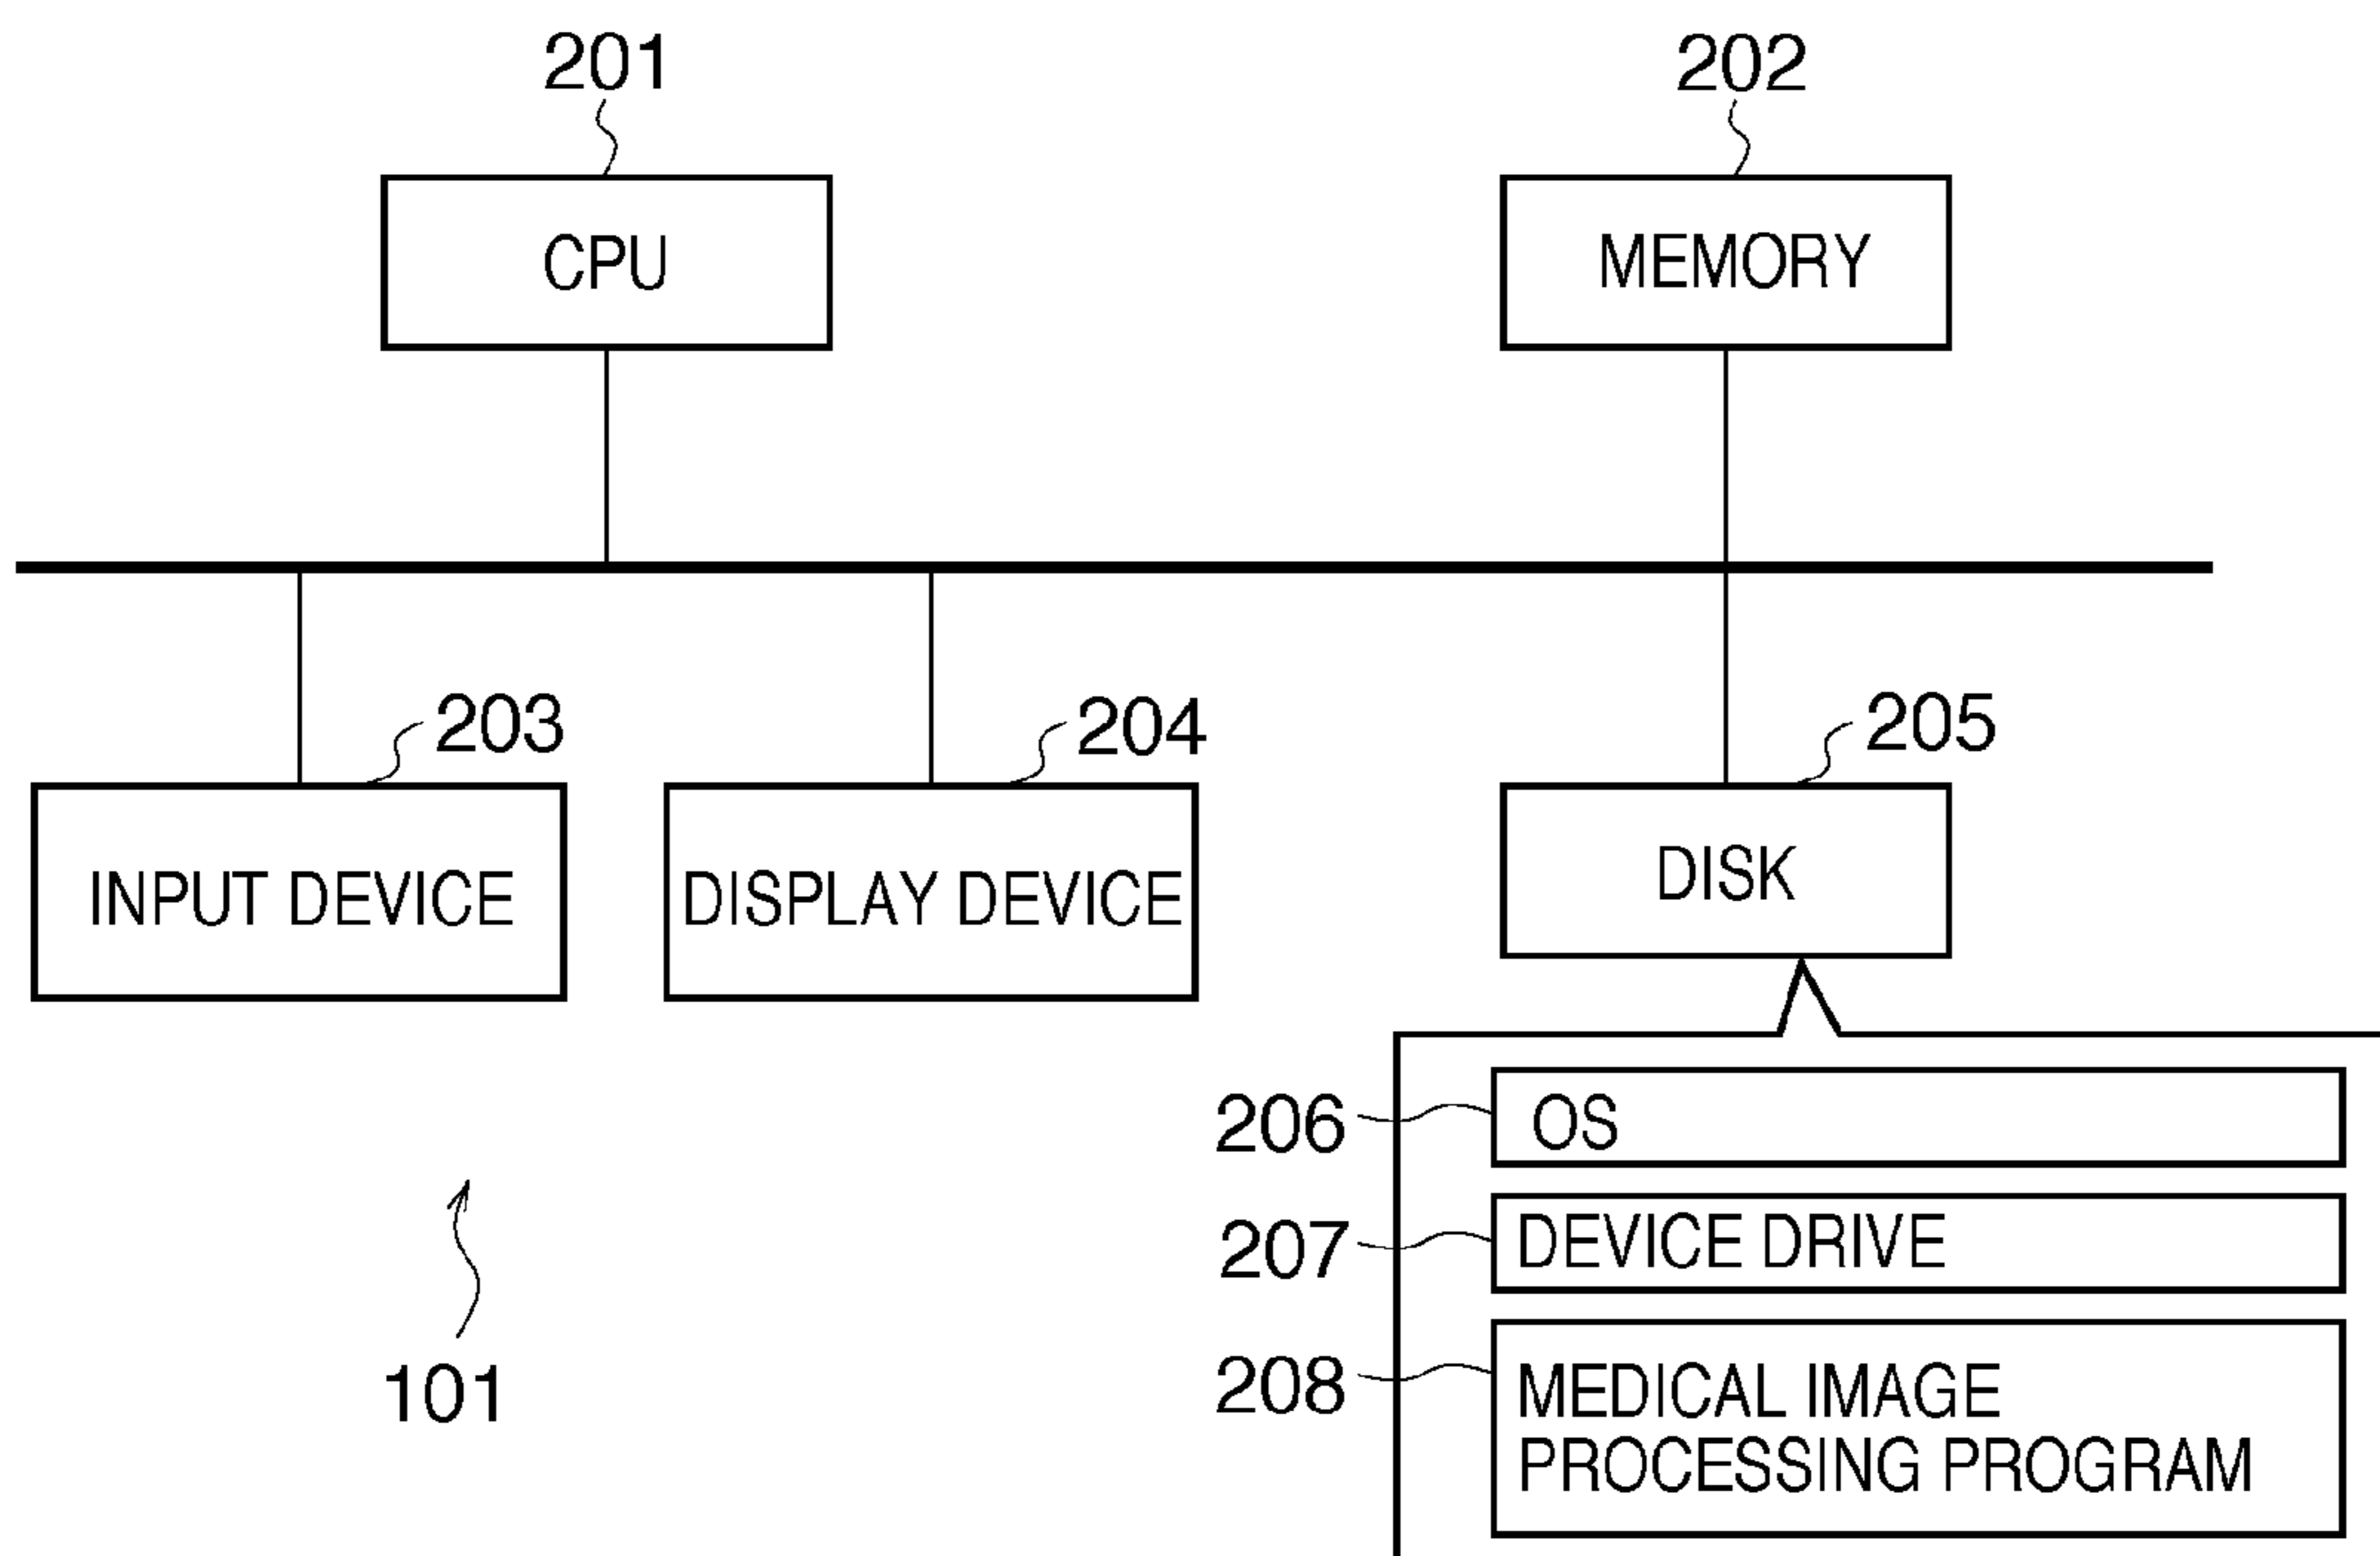 201
202
CPU
MEMORY
203
204
205
INPUT DEVICE
DISPLAY DEVICE
DISK
206
OS
207
DEVICE DRIVE
208
MEDICAL IMAGE
PROCESSING PROGRAM
101